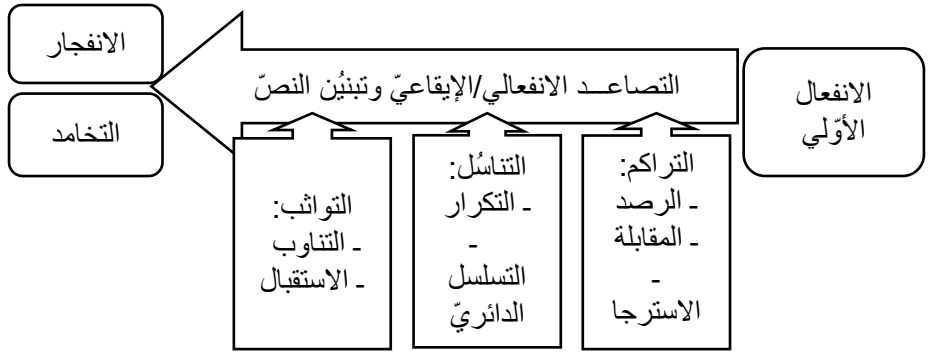 الانفعال
الأوّلي
التصاعـــد الانفعالي/الإيقاعيّ وتبنيُن النصّ
الانفجار
التخامد
التراكم:
ـ الرصد
ـ المقابلة
ـ
الاسترجا
التناسُل:
ـ التكرار
ـ
التسلسل
الدائريّ
التواثب:
ـ التناوب
ـ الاستقبال